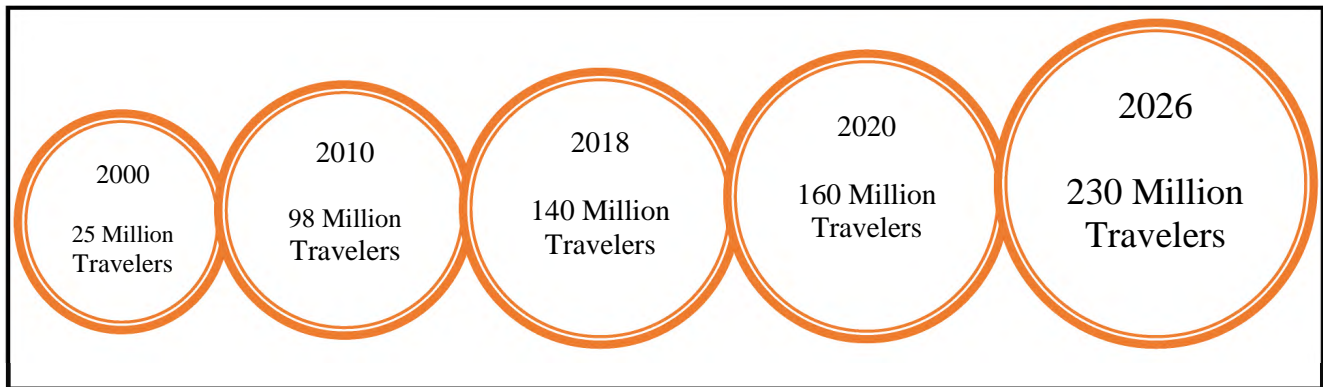 2000
25 Million
Travelers
2010
98 Million
Travelers
2018
140 Million
Travelers
2020
160 Million
Travelers
2026
230 Million
Travelers